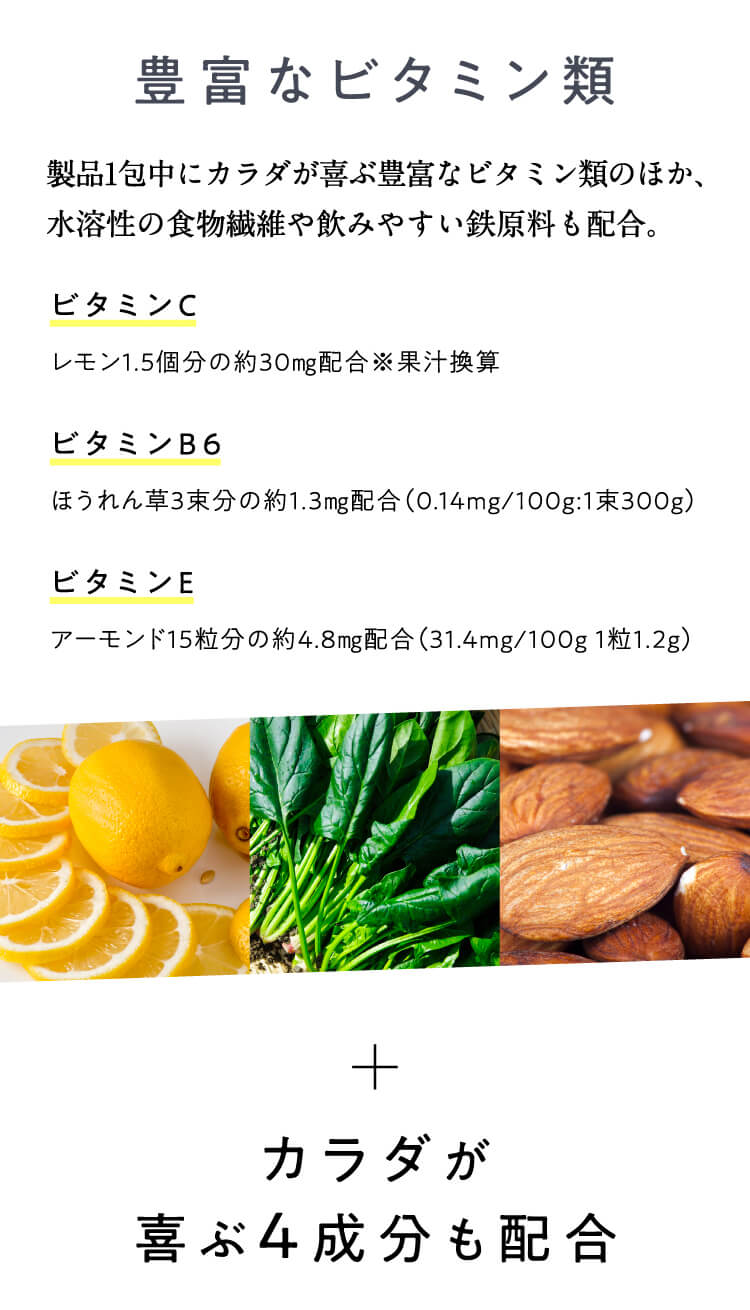 豊富なビタミン類
製品1包中にカラダが喜ぶ豊富なビタミン類のほか、
水溶性の食物繊維や飲みやすい鉄原料も配合。
ビタミンC
レモン1.5個分の約30㎎配合※果汁換算
ビタミンB6
ほうれん草3束分の約1.3㎎配合（0.14mg/100g:1束300g）
ビタミンE
アーモンド15粒分の約4.8㎎配合（31.4mg/100g 1粒1.2g）
＋
カラダが
喜ぶ4成分も配合